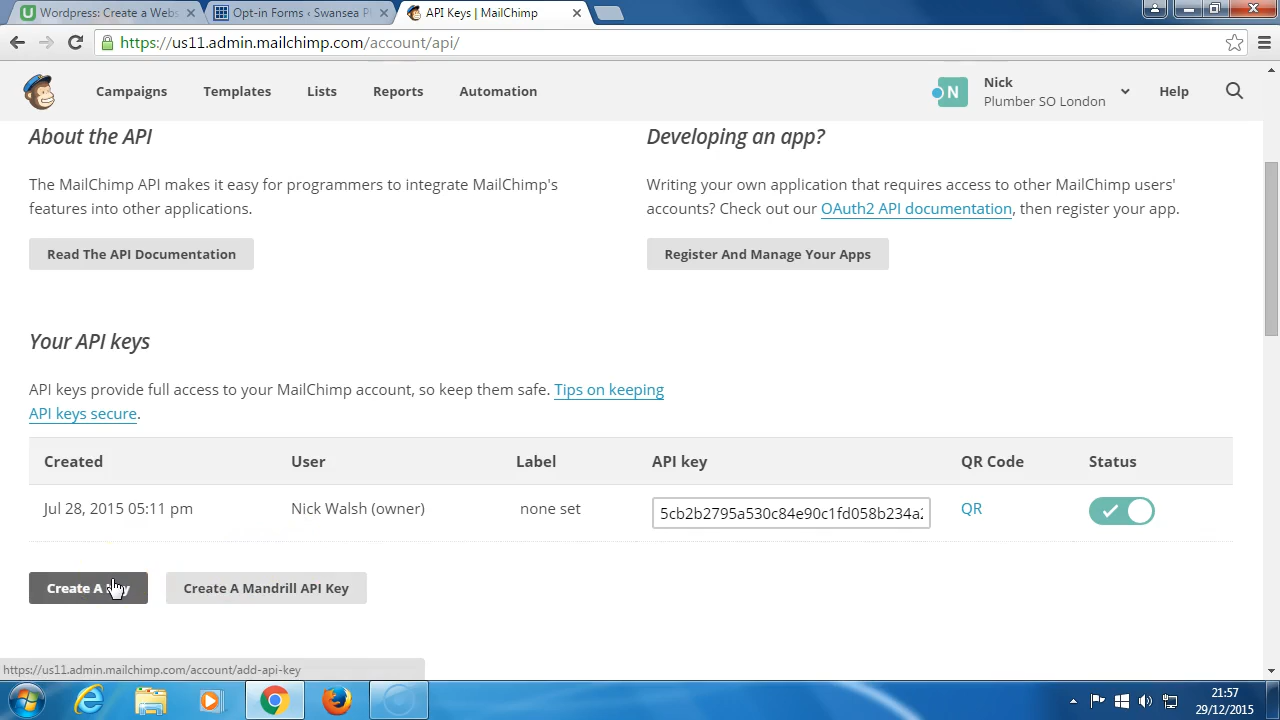 Wordpress: Create a Webs
Opt-in Forms ‹ Swansea Pl
API Keys | MailChimp
https://us11.admin.mailchimp.com/account/api/
Campaigns
Templates
Lists
Reports
Automation
N
Nick
Plumber SO London
Help
About the API
The MailChimp API makes it easy for programmers to integrate MailChimp's
features into other applications.
Read The API Documentation
Developing an app?
Writing your own application that requires access to other MailChimp users'
accounts? Check out our OAuth2 API documentation, then register your app.
Register And Manage Your Apps
Your API keys
API keys provide full access to your MailChimp account, so keep them safe. Tips on keeping
API keys secure.
Created User Label API key QR Code Status
Jul 28, 2015 05:11 pm Nick Walsh (owner) none set 5cb2b2795a530c84e90c1fd058b234a QR
Create A Key
Create A Mandrill API Key
https://us11.admin.mailchimp.com/account/add-api-key
21:57
29/12/2015